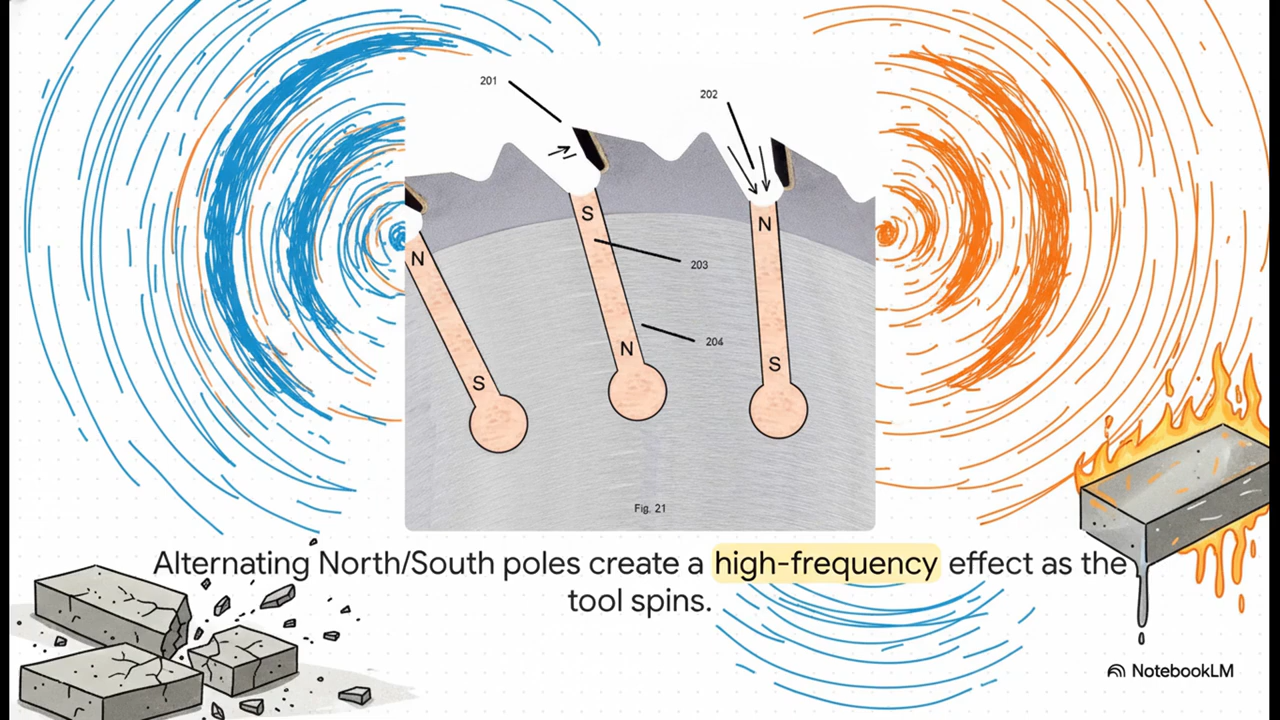 201
202
S
N
N
203
204
N
S
S
Fig. 21
Alternating North/South poles create a high-frequency effect as the
tool spins.
NotebookLM